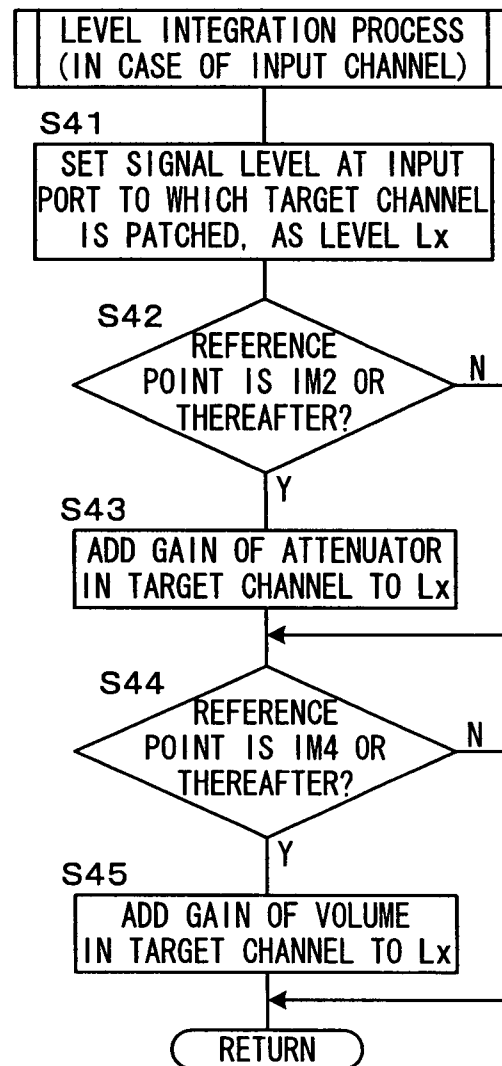 LEVEL INTEGRATION PROCESS
(IN CASE OF INPUT CHANNEL)
S41
SET SIGNAL LEVEL AT INPUT
PORT TO WHICH TARGET CHANNEL
IS PATCHED, AS LEVEL Lx
S42
REFERENCE
POINT IS IM2 OR
THEREAFTER?
N
Y
S43
ADD GAIN OF ATTENUATOR
IN TARGET CHANNEL TO Lx
S44
REFERENCE
POINT IS IM4 OR
THEREAFTER?
N
Y
S45
ADD GAIN OF VOLUME
IN TARGET CHANNEL TO Lx
RETURN